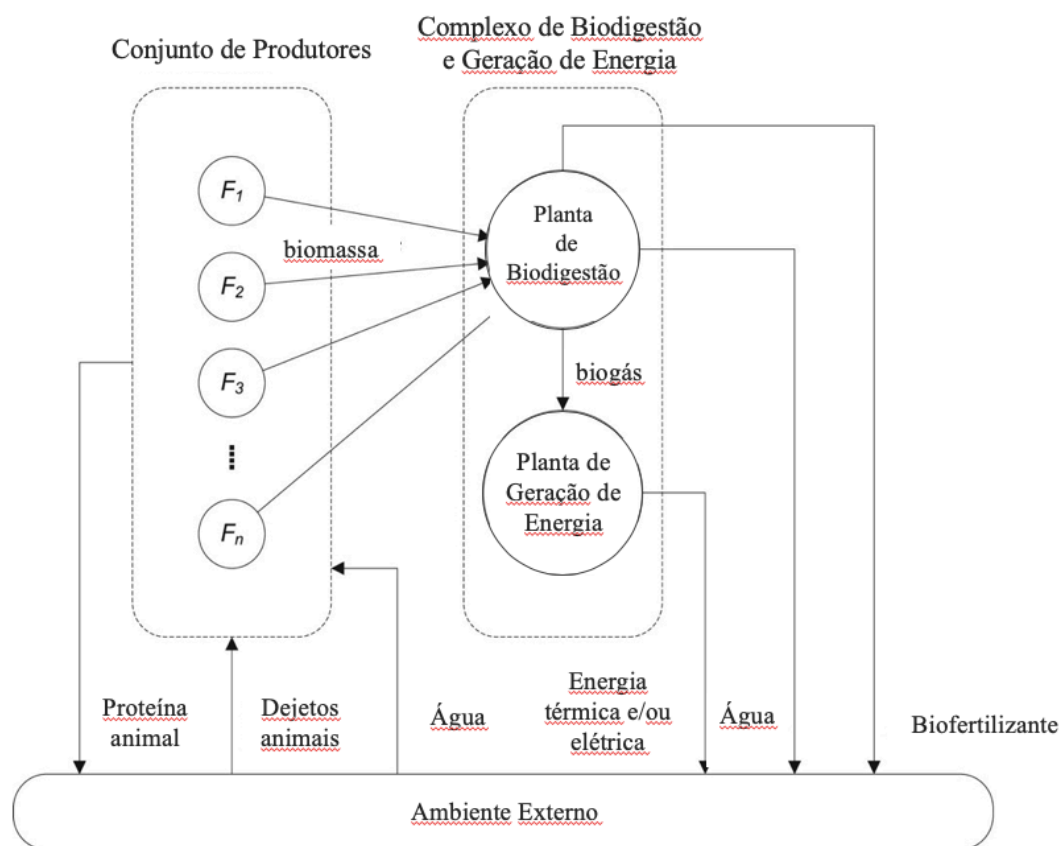 Conjunto de Produtores
Complexo de Biodigestão
e Geração de Energia
F1
F2
F3
Fn
biomassa
Planta
de
Biodigestão
biogás
Planta de
Geração de
Energia
Proteína
animal
Dejetos
animais
Água
Energia
térmica e/ou
elétrica
Água
Biofertilizante
Ambiente Externo